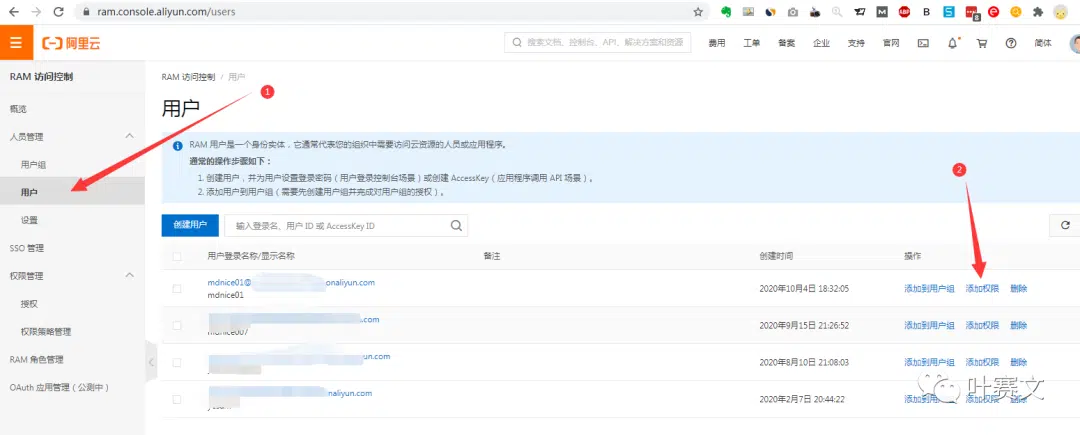 ram.console.aliyun.com/users
阿里云
搜索文档、控制台、API、解决方案和资源
费用 工单 备案 企业 支持 官网 简体
RAM 访问控制
概览
人员管理
用户组
用户
设置
SSO 管理
权限管理
授权
权限策略管理
RAM 角色管理
OAuth 应用管理（公测中）
RAM 访问控制 / 用户
1
用户
RAM 用户是一个身份实体，它通常代表您的组织中需要访问云资源的人员或应用程序。
通常的操作步骤如下：
1. 创建用户，并为用户设置登录密码（用户登录控制台场景）或创建 AccessKey（应用程序调用 API 场景）。
2. 添加用户到用户组（需要先创建用户组并完成对用户组的授权）。
2
创建用户 输入登录名、用户 ID 或 AccessKey ID
用户登录名称/显示名称 备注 创建时间 操作
mdnice01@ onaliyun.com
mdnice01 2020年10月4日 18:32:05 添加到用户组 添加权限 删除
.com
2020年9月15日 21:26:52 添加到用户组 添加权限 删除
un.com
2020年8月10日 21:08:03 添加到用户组 添加权限 删除
naliyun.com
2020年2月7日 20:44:22 添加到用户组 添加权限 删除
叶赛文